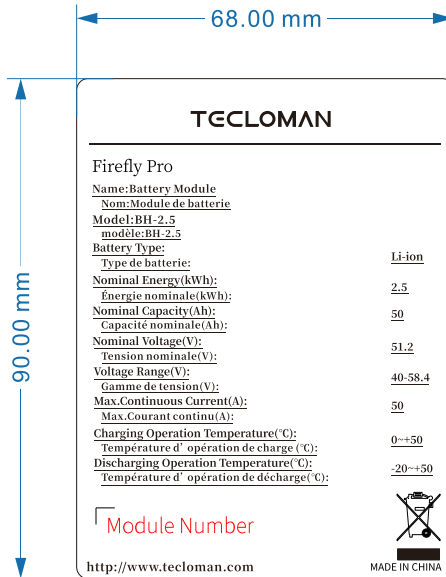 68.00 mm
TECLOMAN
Firefly Pro
Name:Battery Module
Nom:Module de batterie
Model:BH-2.5
modèle:BH-2.5
Battery Type:
Type de batterie: Li-ion
Nominal Energy(kWh):
Énergie nominale(kWh): 2.5
Nominal Capacity(Ah):
Capacité nominale(Ah): 50
Nominal Voltage(V):
Tension nominale(V): 51.2
Voltage Range(V):
Gamme de tension(V): 40-58.4
Max.Continuous Current(A):
Max.Courant continu(A): 50
Charging Operation Temperature(℃):
Température d’ opération de charge (℃): 0~+50
Discharging Operation Temperature(℃):
Température d’ opération de décharge(℃): -20~+50
Module Number
http://www.tecloman.com
MADE IN CHINA
90.00 mm